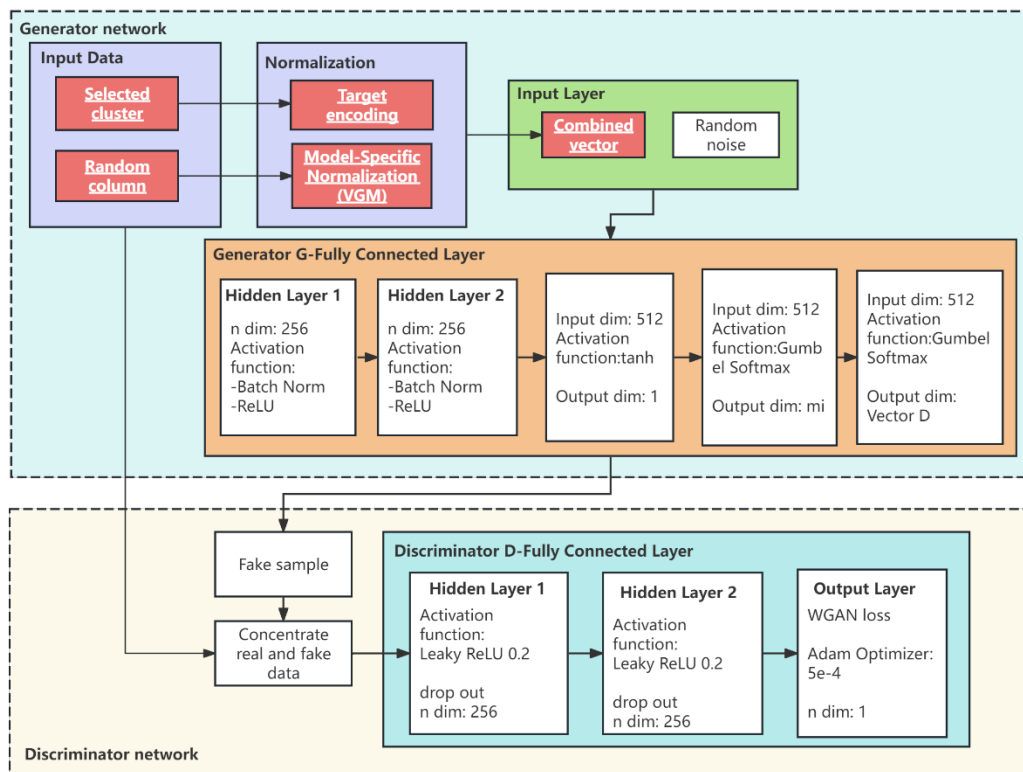 Generator network
Input Data
Selected
cluster
Random
column
Normalization
Target
encoding
Model-Specific
Normalization
(VGM)
Input Layer
Combined
vector
Random
noise
Generator G-Fully Connected Layer
Hidden Layer 1
n dim: 256
Activation
function:
-Batch Norm
-ReLU
Hidden Layer 2
n dim: 256
Activation
function:
-Batch Norm
-ReLU
Input dim: 512
Activation
function:tanh
Output dim: 1
Input dim: 512
Activation
function:Gumb
el Softmax
Output dim: mi
Input dim: 512
Activation
function:Gumbel
Softmax
Output dim:
Vector D
Fake sample
Concentrate
real and fake
data
Discriminator D-Fully Connected Layer
Hidden Layer 1
Activation
function:
Leaky ReLU 0.2
drop out
n dim: 256
Hidden Layer 2
Activation
function:
Leaky ReLU 0.2
drop out
n dim: 256
Output Layer
WGAN loss
Adam Optimizer:
5e-4
n dim: 1
Discriminator network